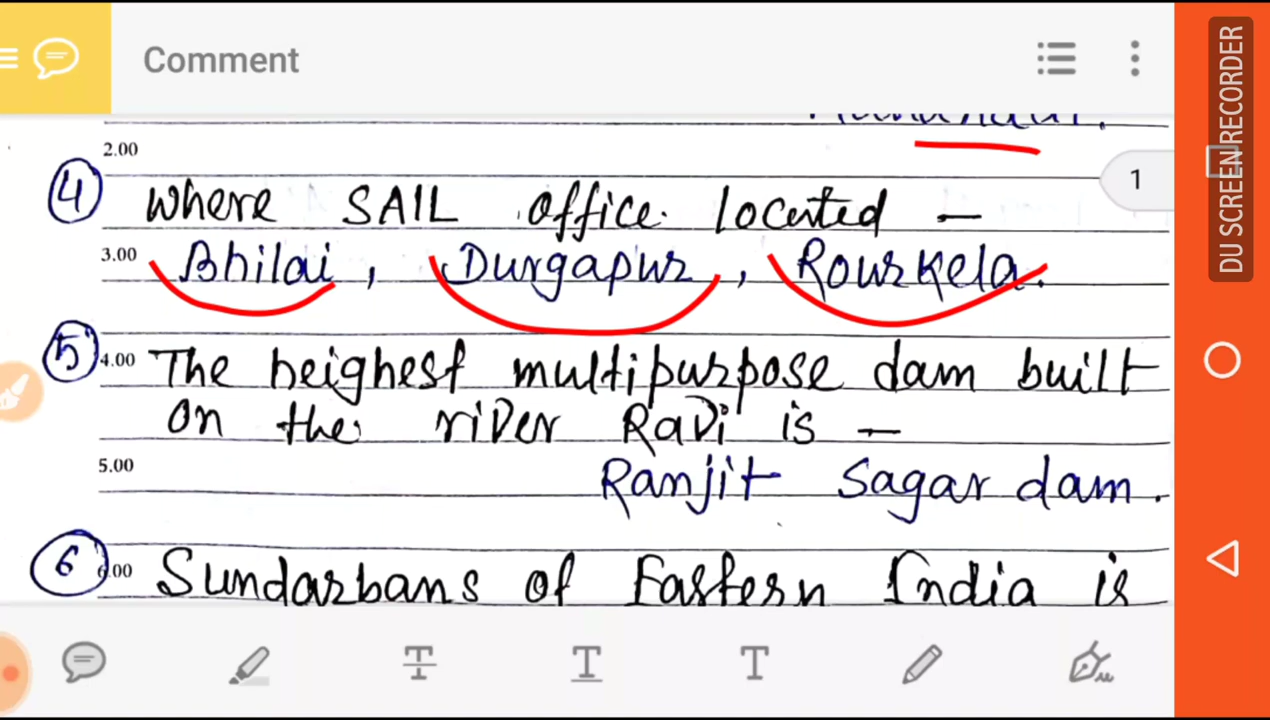 Comment
2.00
4 Where SAIL office located –
3.00 Bhilai, Durgapur, Rourkela.
5 4.00 The heighest multipurpose dam built
on the river Ravi is –
5.00 Ranjit Sagar dam.
6 6.00 Sundarbans of Eastern India is
1
T T T
DU SCREEN RECORDER